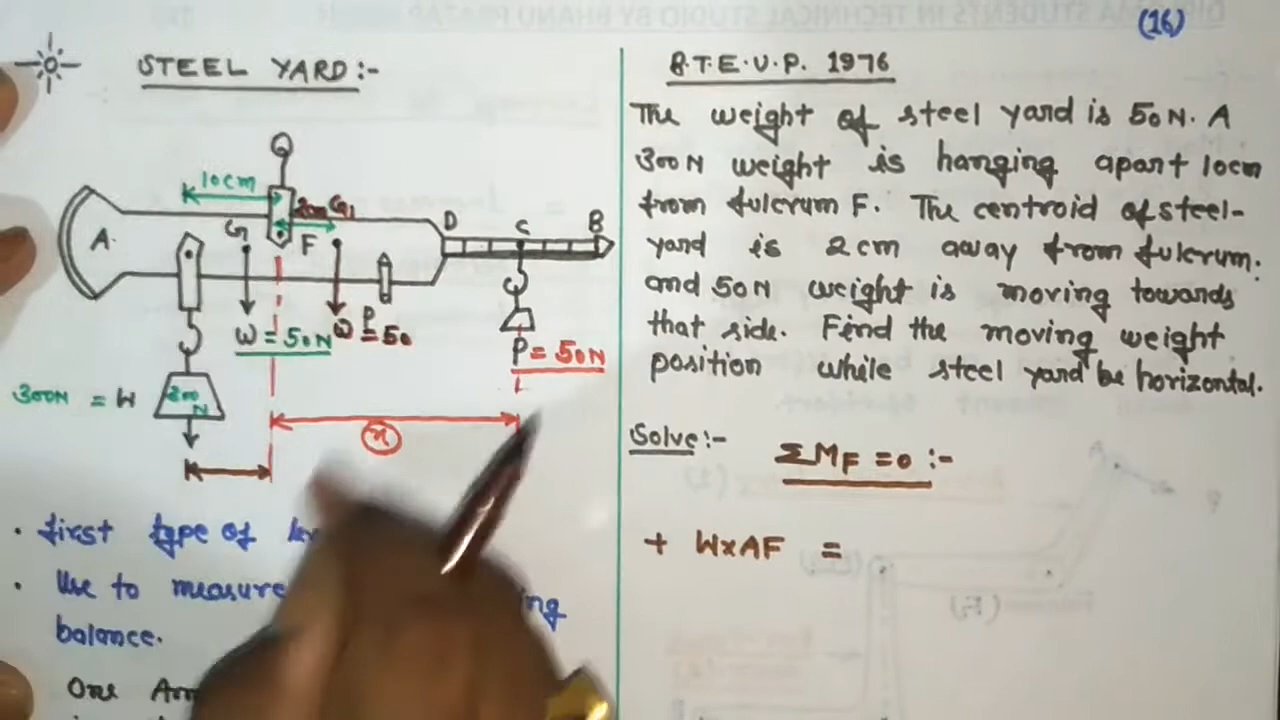 (16)
STEEL YARD:-
10cm
2cm
G1
A
G
F
D
C
B
W = 50N
W
P
= 50
P = 50N
300N = W
300
N
x
• first type of
• Use to measure
balance.
One Arm
B.T.E.U.P. 1976
The weight of steel yard is 50N. A
300N weight is hanging apart 10cm
from fulcrum F. The centroid of steel-
yard is 2cm away from fulcrum.
and 50N weight is moving towards
that side. Find the moving weight
position while steel yard be horizontal.
Solve:-
ΣMF = 0 :-
+ W×AF =